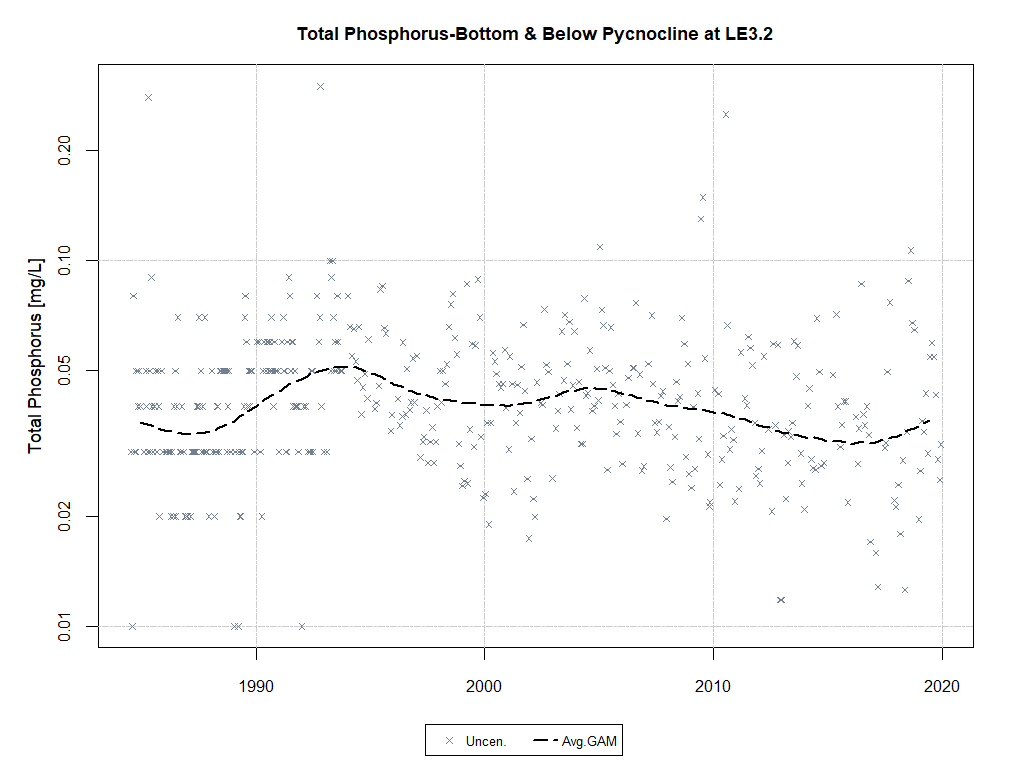 Total Phosphorus-Bottom & Below Pycnocline at LE3.2
Total Phosphorus [mg/L]
0.20
0.10
0.05
0.02
0.01
1990
2000
2010
2020
Uncen.
Avg.GAM